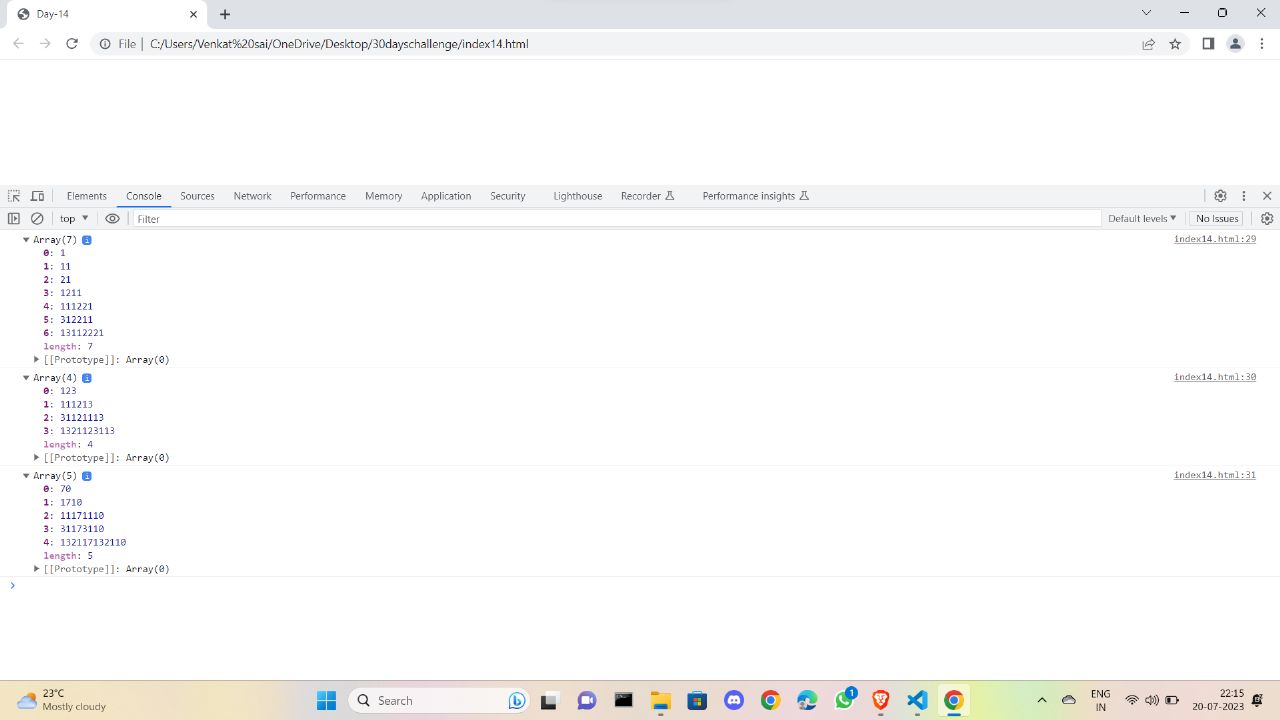 Day-14
File | C:/Users/Venkat%20sai/OneDrive/Desktop/30dayschallenge/index14.html
Elements Console Sources Network Performance Memory Application Security Lighthouse Recorder Performance insights
top Filter Default levels No Issues
Array(7) i index14.html:29
0: 1
1: 11
2: 21
3: 1211
4: 111221
5: 312211
6: 13112221
length: 7
[[Prototype]]: Array(0)
Array(4) i index14.html:30
0: 123
1: 111213
2: 31121113
3: 1321123113
length: 4
[[Prototype]]: Array(0)
Array(5) i index14.html:31
0: 70
1: 1710
2: 11171110
3: 31173110
4: 132117132110
length: 5
[[Prototype]]: Array(0)
23°C
Mostly cloudy
Search
1
ENG
IN
22:15
20-07-2023